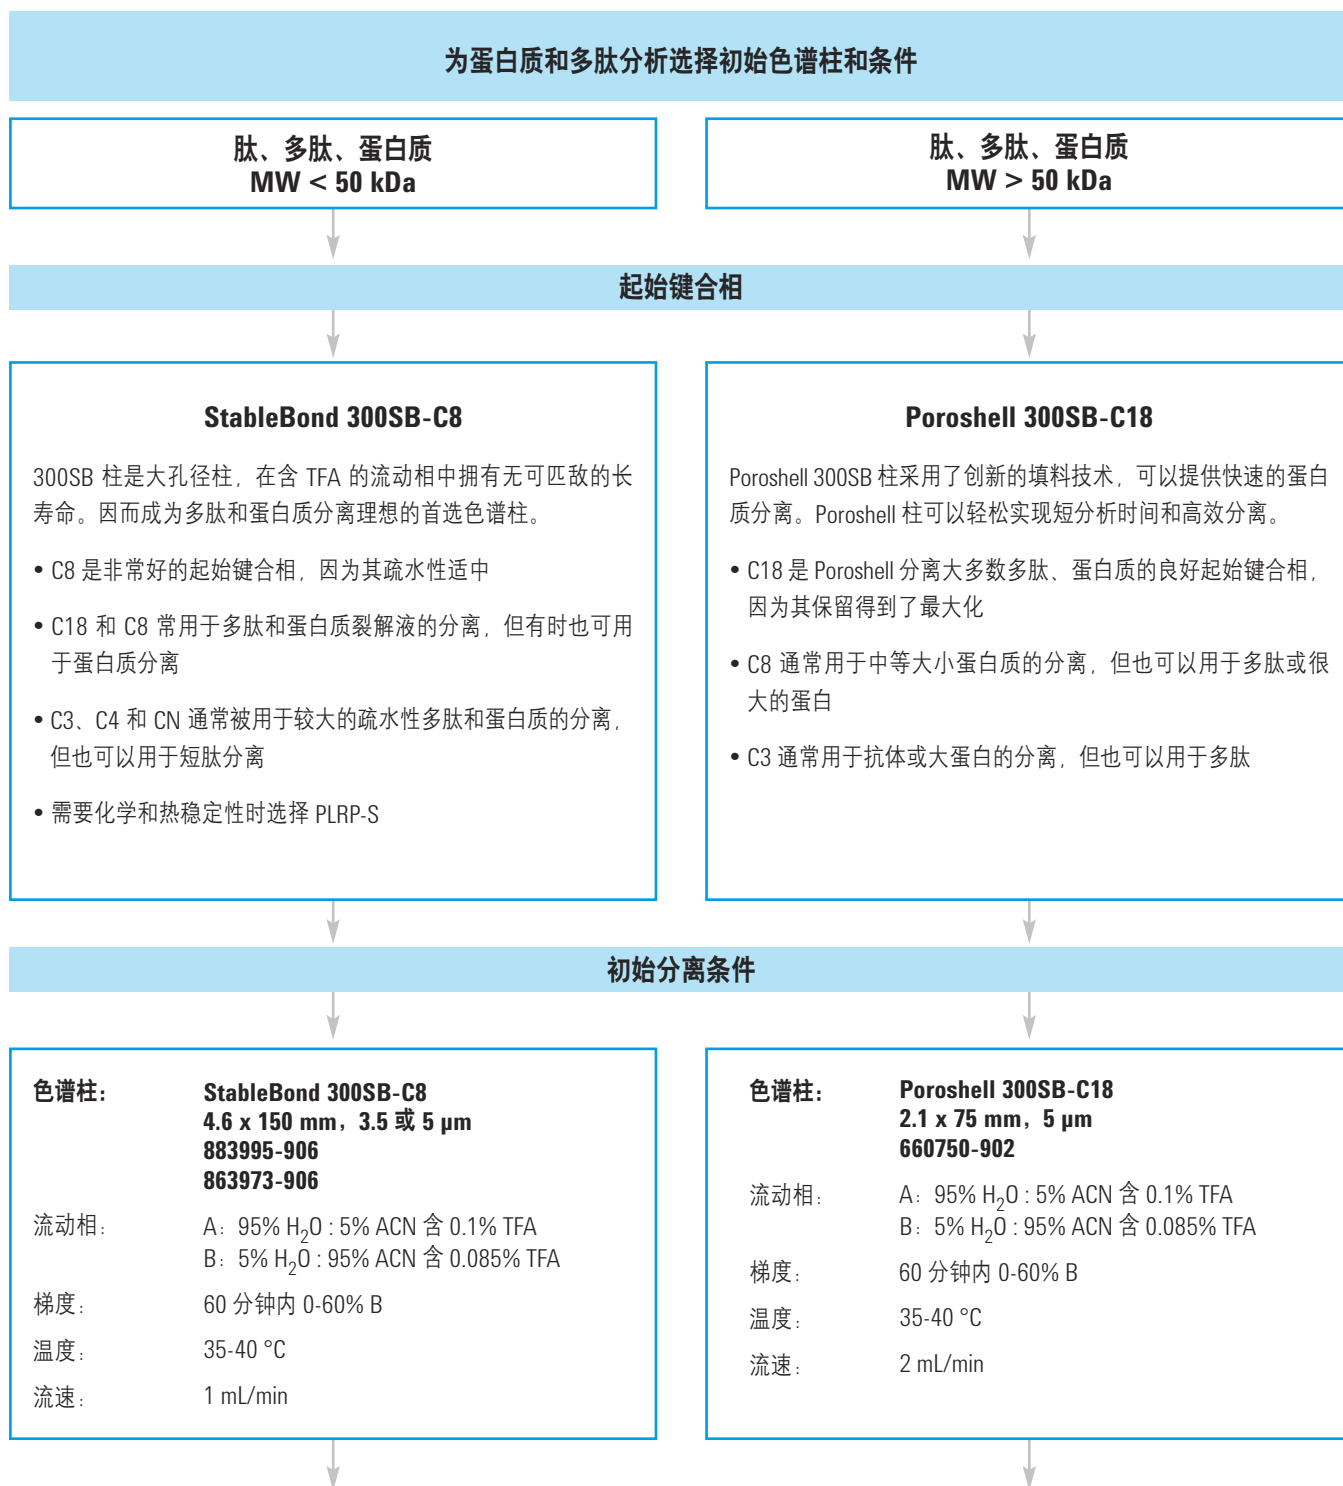 为蛋白质和多肽分析选择初始色谱柱和条件
肽、多肽、蛋白质
MW < 50 kDa
肽、多肽、蛋白质
MW > 50 kDa
起始键合相
StableBond 300SB-C8
300SB 柱是大孔径柱，在含 TFA 的流动相中拥有无可匹敌的长
寿命。因而成为多肽和蛋白质分离理想的首选色谱柱。
• C8 是非常好的起始键合相，因为其疏水性适中
• C18 和 C8 常用于多肽和蛋白质裂解液的分离，但有时也可用
于蛋白质分离
• C3、C4 和 CN 通常被用于较大的疏水性多肽和蛋白质的分离，
但也可以用于短肽分离
• 需要化学和热稳定性时选择 PLRP-S
Poroshell 300SB-C18
Poroshell 300SB 柱采用了创新的填料技术，可以提供快速的蛋白
质分离。Poroshell 柱可以轻松实现短分析时间和高效分离。
• C18 是 Poroshell 分离大多数多肽、蛋白质的良好起始键合相，
因为其保留得到了最大化
• C8 通常用于中等大小蛋白质的分离，但也可以用于多肽或很
大的蛋白
• C3 通常用于抗体或大蛋白的分离，但也可以用于多肽
初始分离条件
色谱柱： StableBond 300SB-C8
4.6 x 150 mm，3.5 或 5 µm
883995-906
863973-906
流动相： A：95% H₂O : 5% ACN 含 0.1% TFA
B：5% H₂O : 95% ACN 含 0.085% TFA
梯度： 60 分钟内 0-60% B
温度： 35-40 °C
流速： 1 mL/min
色谱柱： Poroshell 300SB-C18
2.1 x 75 mm，5 µm
660750-902
流动相： A：95% H₂O : 5% ACN 含 0.1% TFA
B：5% H₂O : 95% ACN 含 0.085% TFA
梯度： 60 分钟内 0-60% B
温度： 35-40 °C
流速： 2 mL/min